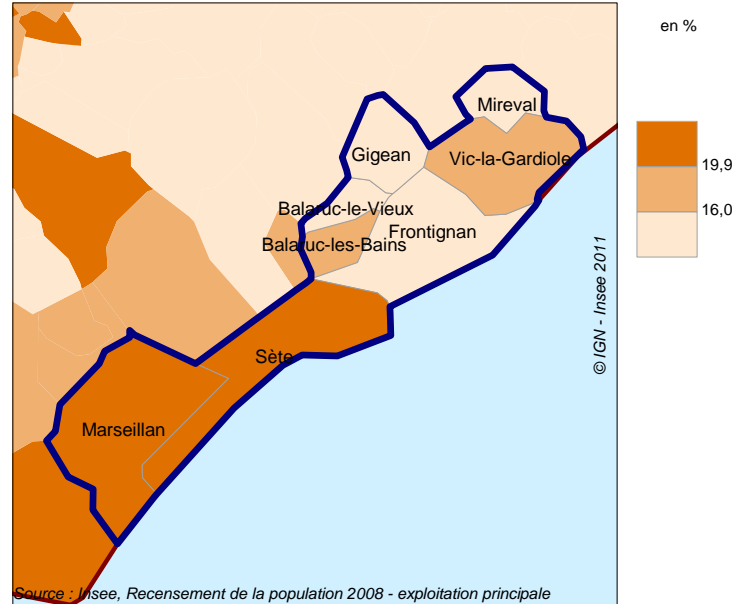 en %
Mireval
Gigean
Vic-la-Gardiole
19,9
16,0
Balaruc-le-Vieux
Frontignan
Balaruc-les-Bains
© IGN - Insee 2011
Sète
Marseillan
Source : Insee, Recensement de la population 2008 - exploitation principale